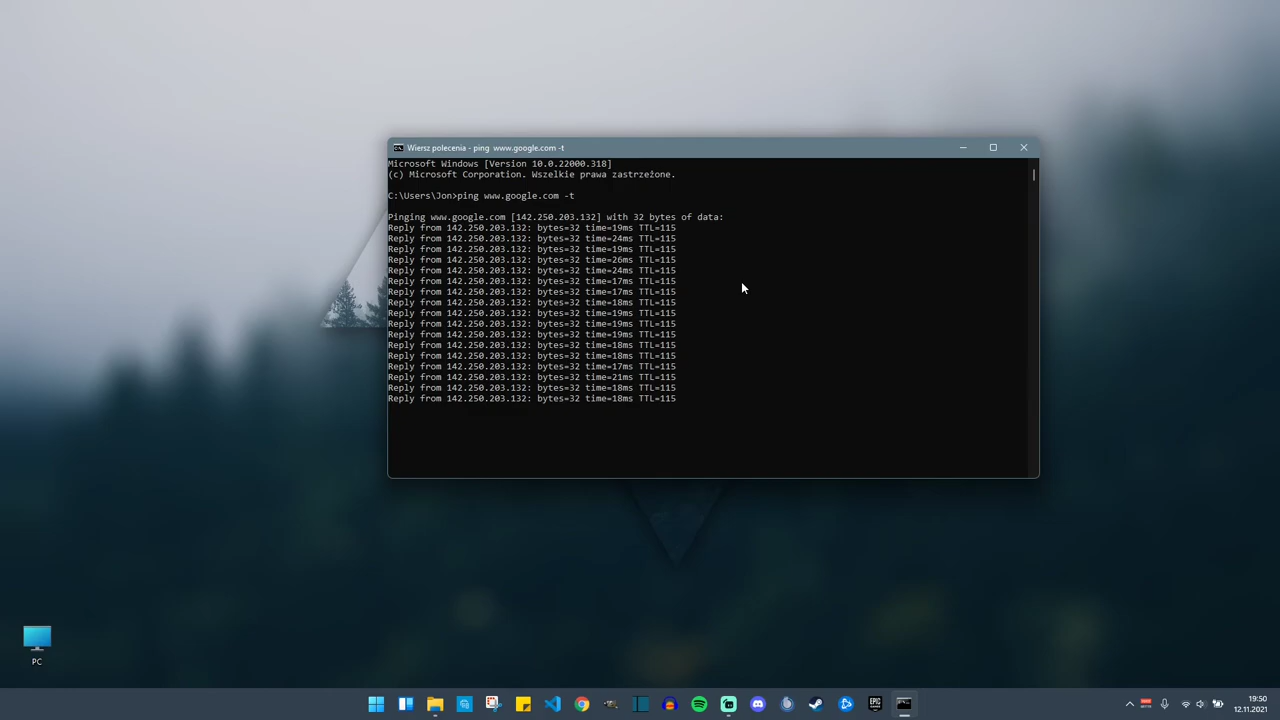 Wiersz polecenia - ping  www.google.com -t
Microsoft Windows [Version 10.0.22000.318]
(c) Microsoft Corporation. Wszelkie prawa zastrzeżone.
C:\Users\Jon>ping www.google.com -t
Pinging www.google.com [142.250.203.132] with 32 bytes of data:
Reply from 142.250.203.132: bytes=32 time=19ms TTL=115
Reply from 142.250.203.132: bytes=32 time=24ms TTL=115
Reply from 142.250.203.132: bytes=32 time=19ms TTL=115
Reply from 142.250.203.132: bytes=32 time=26ms TTL=115
Reply from 142.250.203.132: bytes=32 time=24ms TTL=115
Reply from 142.250.203.132: bytes=32 time=17ms TTL=115
Reply from 142.250.203.132: bytes=32 time=17ms TTL=115
Reply from 142.250.203.132: bytes=32 time=18ms TTL=115
Reply from 142.250.203.132: bytes=32 time=19ms TTL=115
Reply from 142.250.203.132: bytes=32 time=19ms TTL=115
Reply from 142.250.203.132: bytes=32 time=19ms TTL=115
Reply from 142.250.203.132: bytes=32 time=18ms TTL=115
Reply from 142.250.203.132: bytes=32 time=18ms TTL=115
Reply from 142.250.203.132: bytes=32 time=17ms TTL=115
Reply from 142.250.203.132: bytes=32 time=21ms TTL=115
Reply from 142.250.203.132: bytes=32 time=18ms TTL=115
Reply from 142.250.203.132: bytes=32 time=18ms TTL=115
PC
EPIC
19:50
12.11.2021